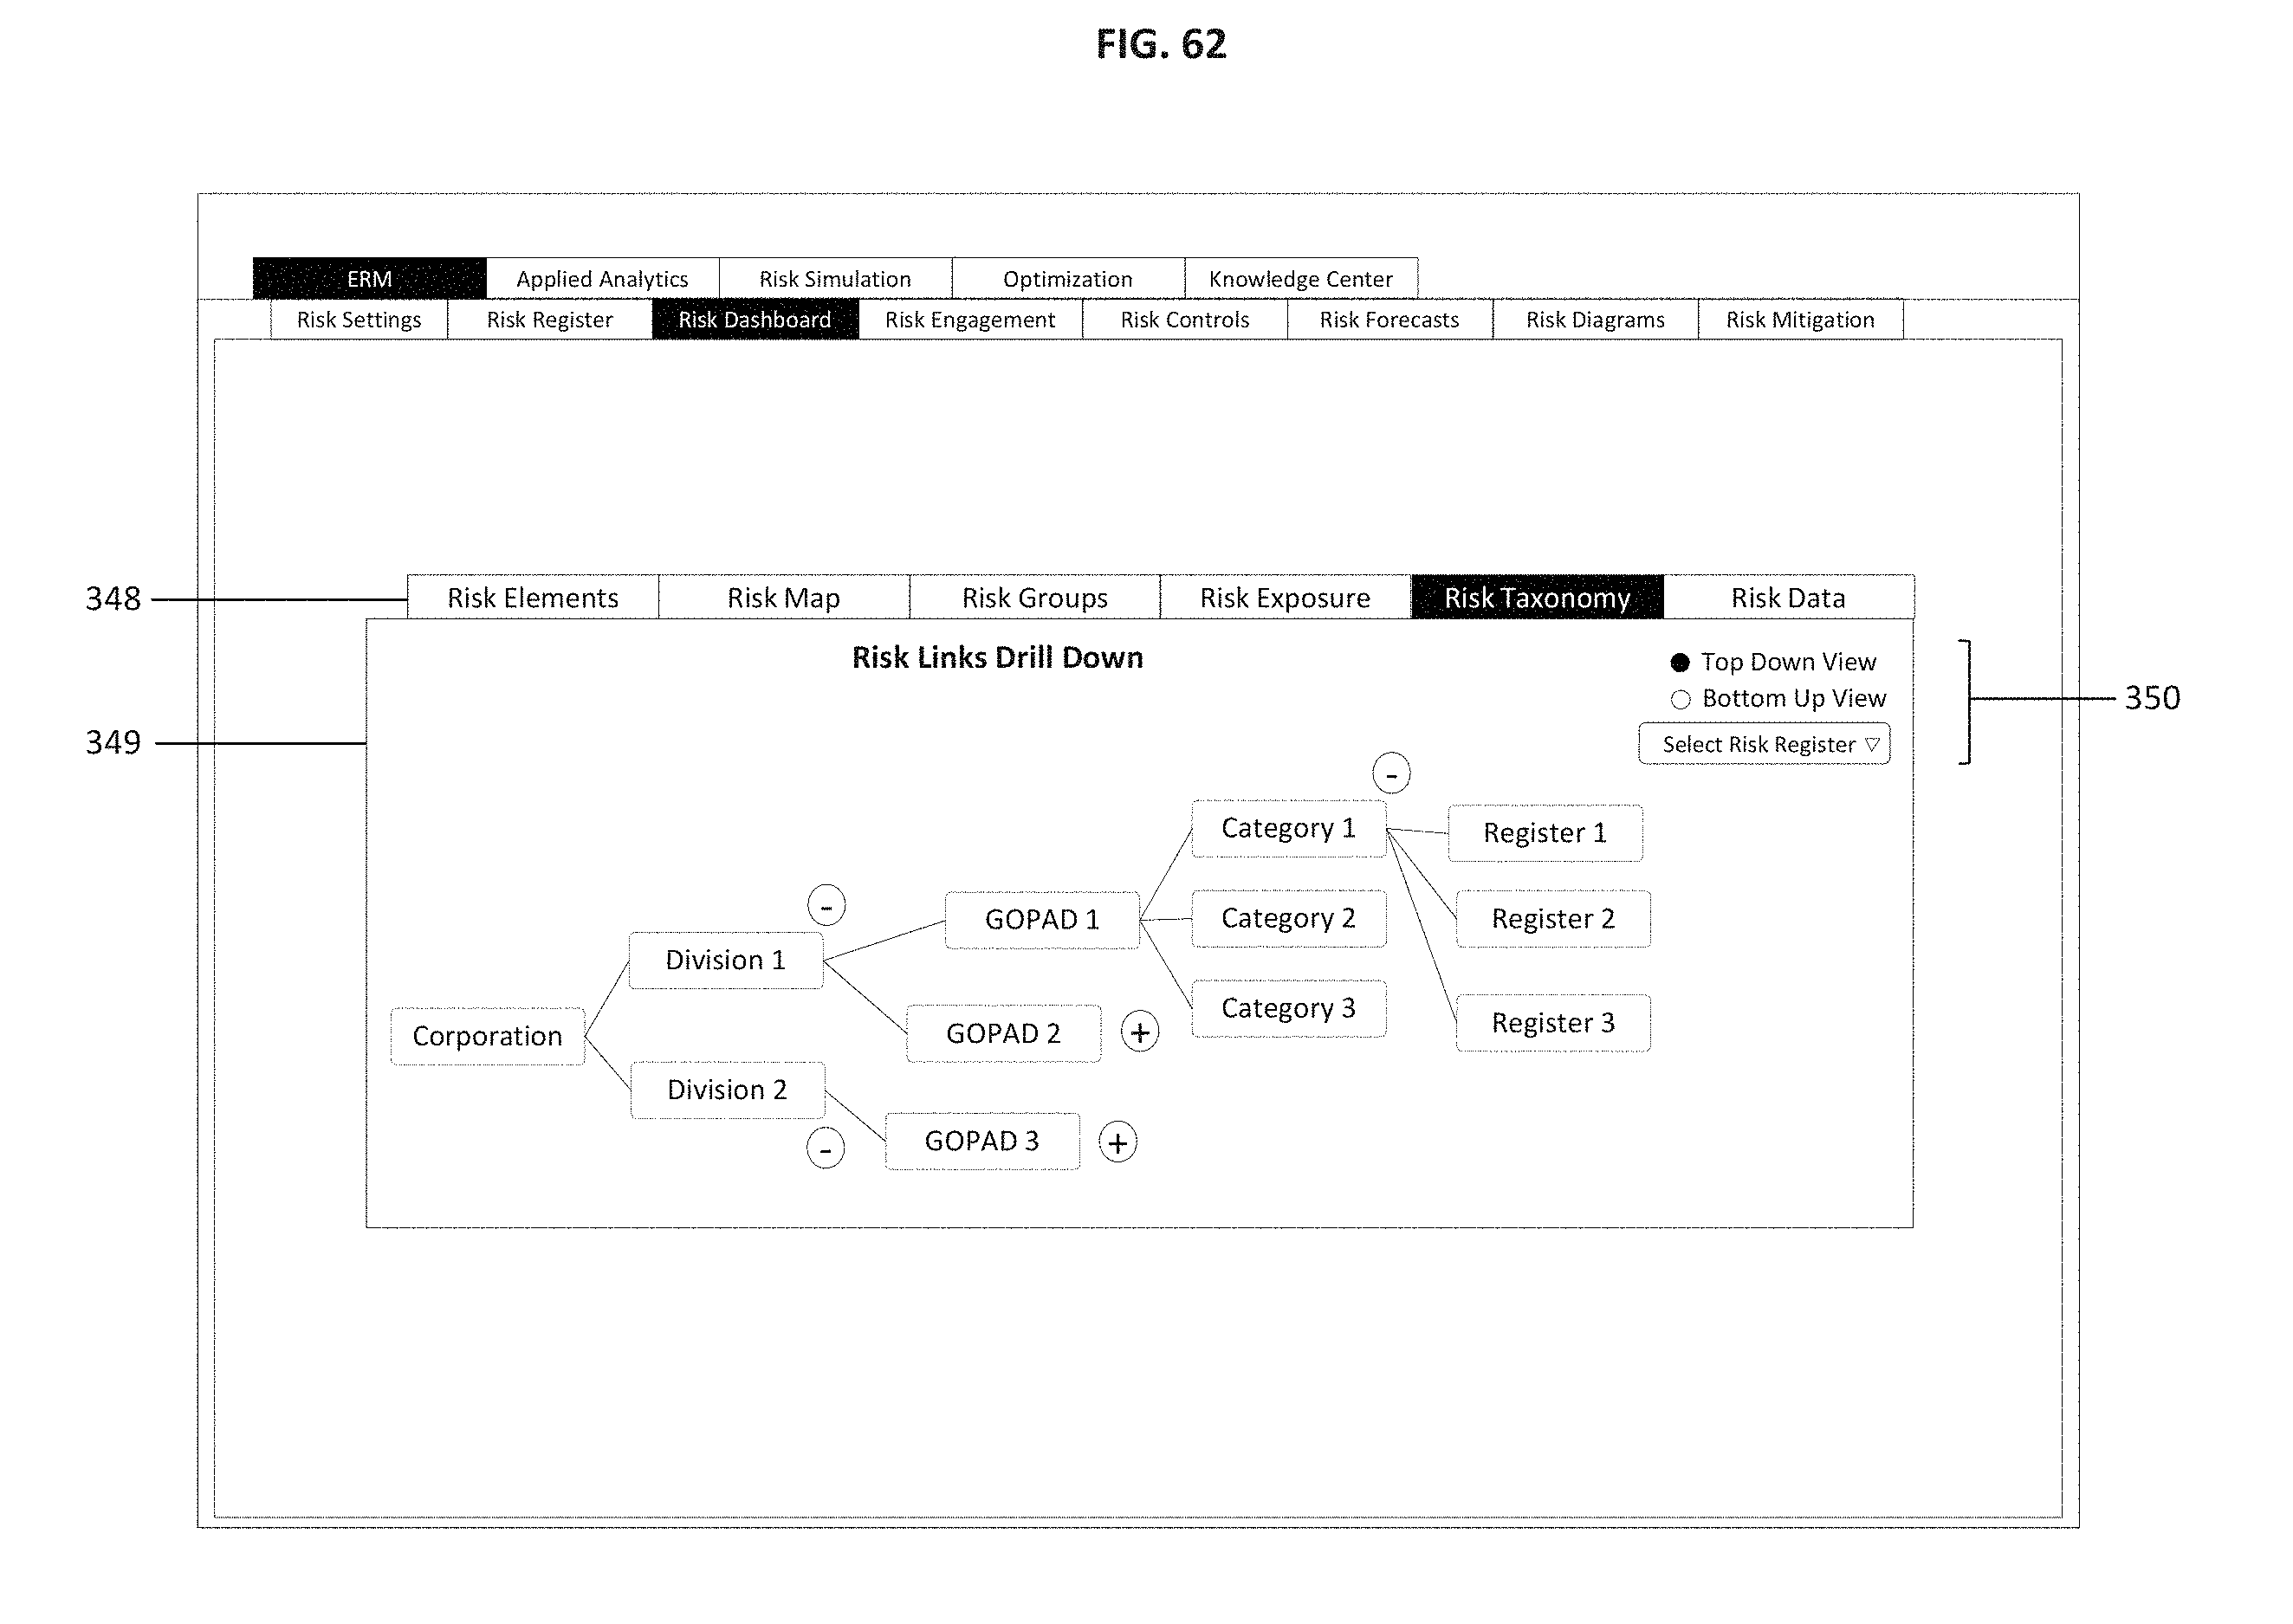 FIG. 62
ERM Applied Analytics Risk Simulation Optimization Knowledge Center
Risk Settings Risk Register Risk Dashboard Risk Engagement Risk Controls Risk Forecasts Risk Diagrams Risk Mitigation
348 Risk Elements Risk Map Risk Groups Risk Exposure Risk Taxonomy Risk Data
Risk Links Drill Down
Top Down View
Bottom Up View
350
349
Select Risk Register
-
Category 1
Register 1
-
GOPAD 1
Category 2
Register 2
Division 1
Category 3
Register 3
Corporation
GOPAD 2
+
Division 2
-
GOPAD 3
+